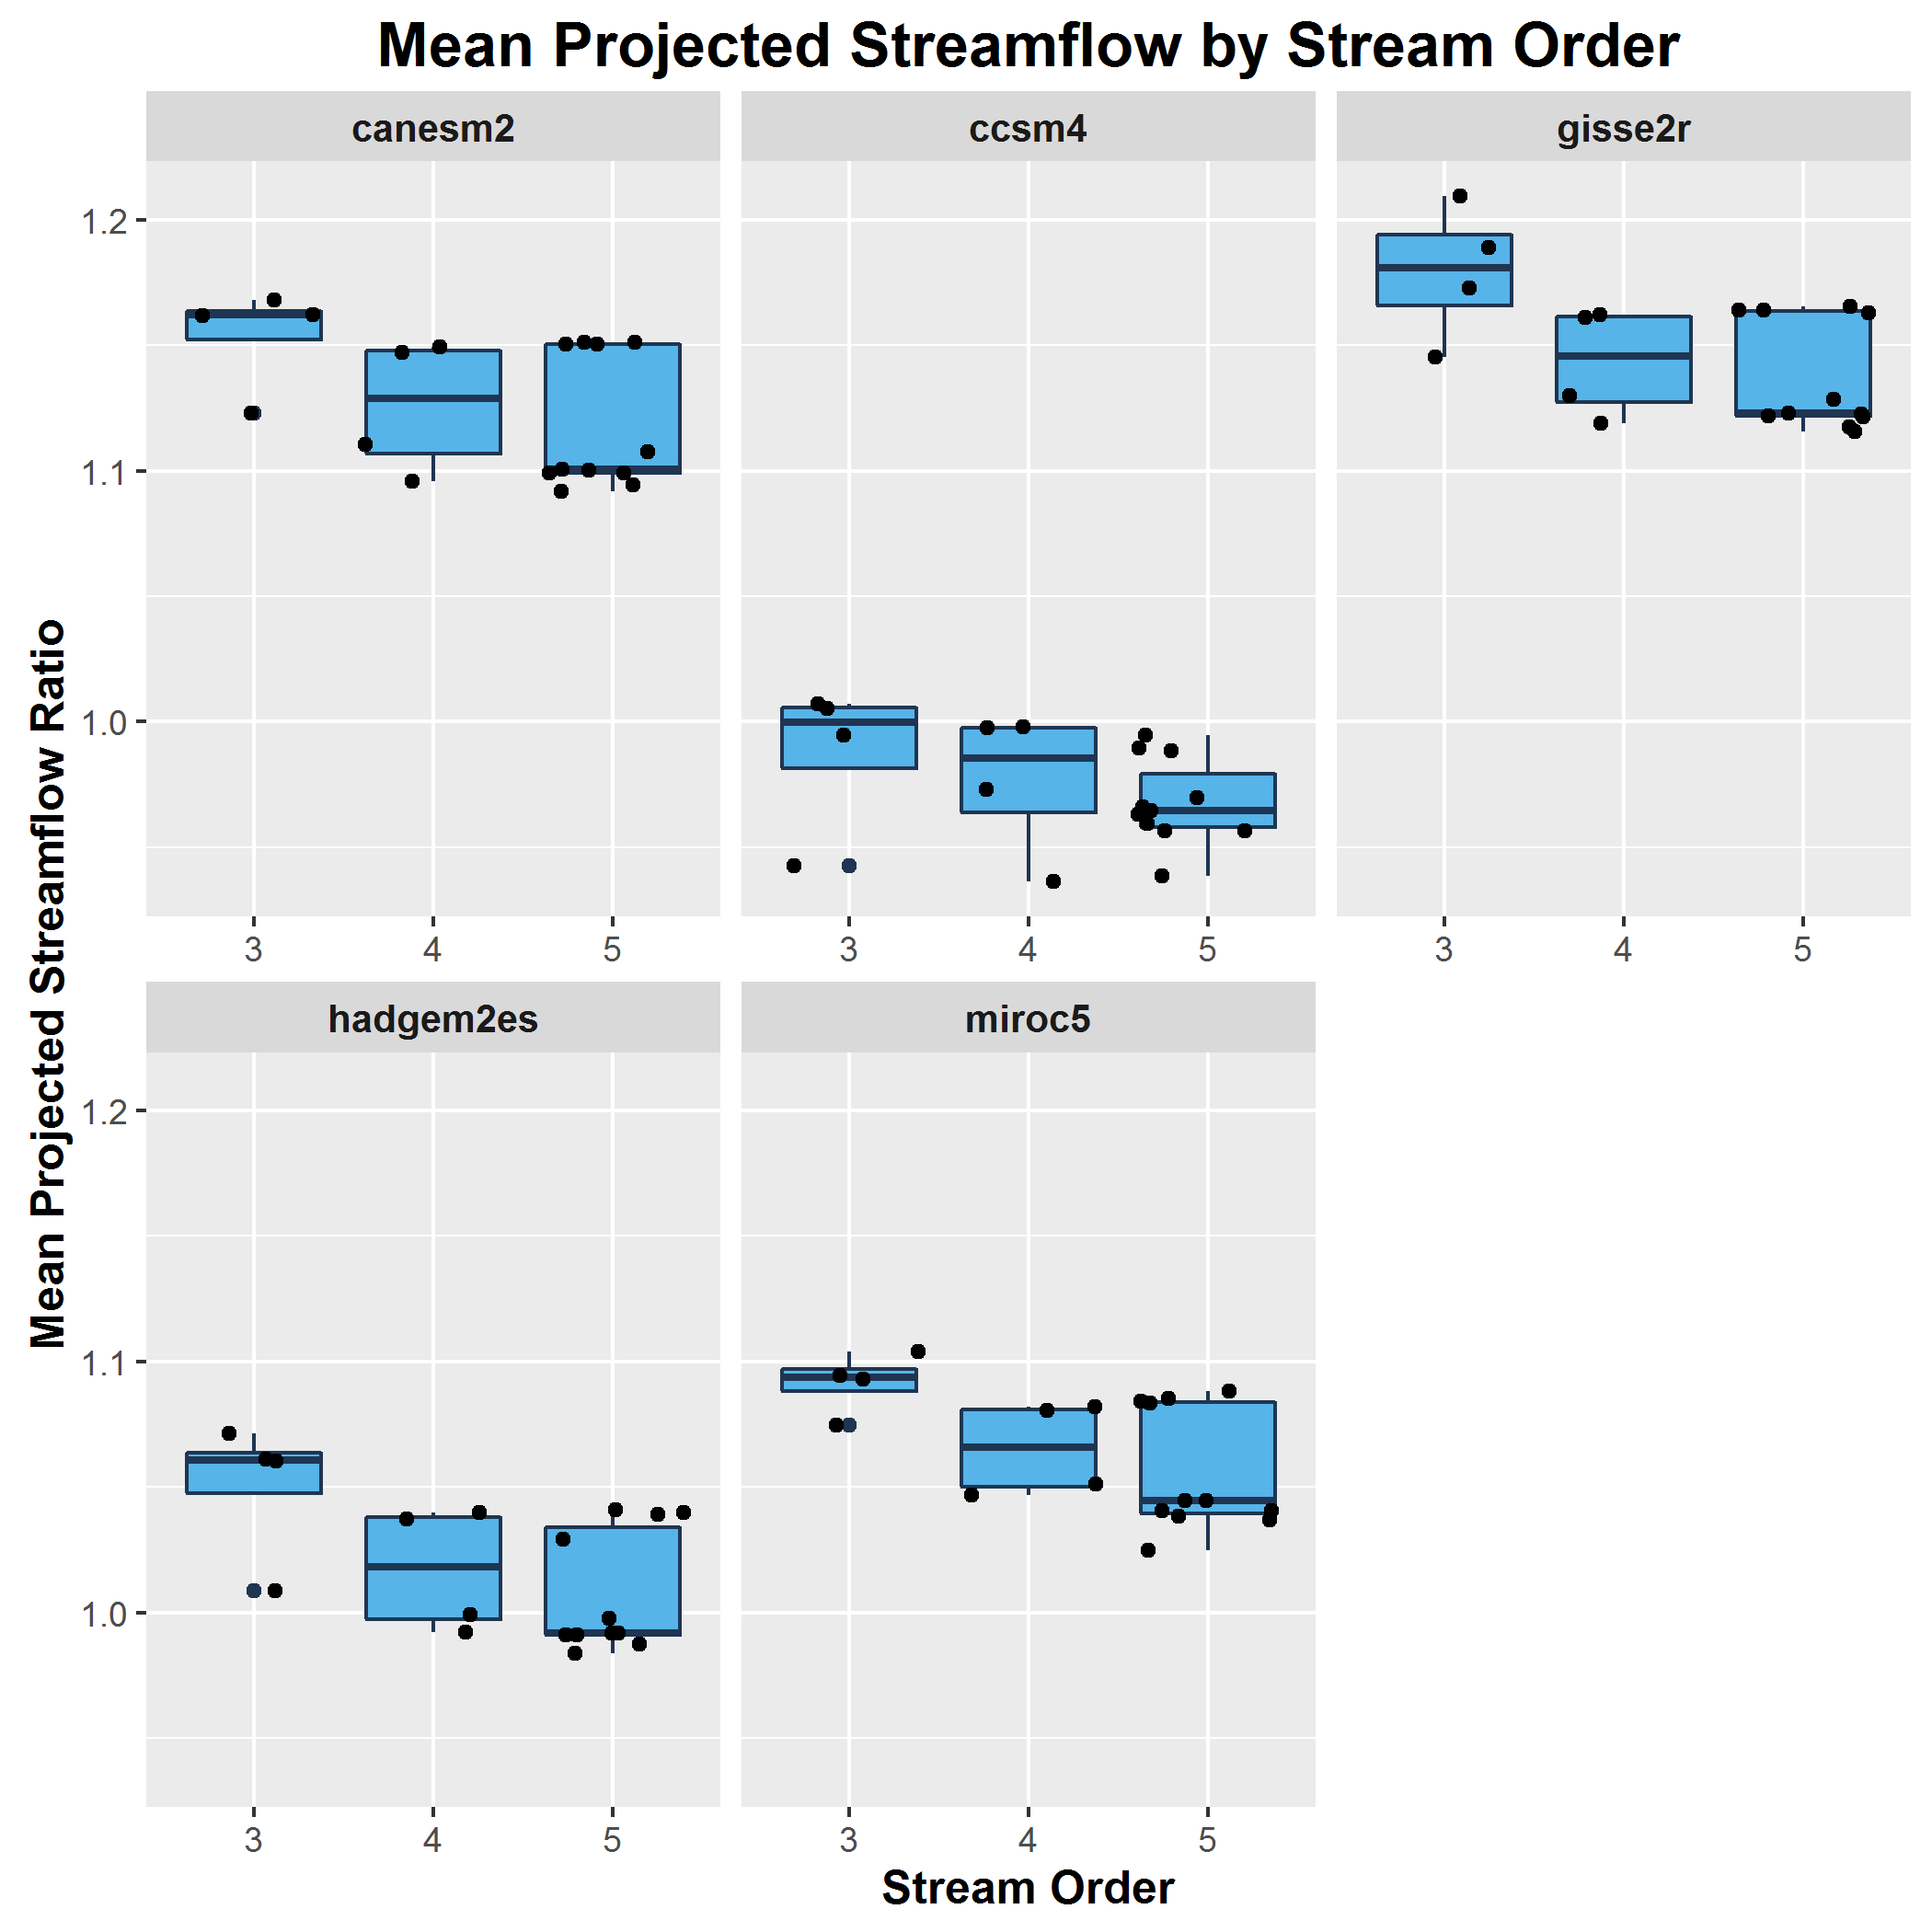 Mean Projected Streamflow by Stream Order
canesm2 ccsm4 gisse2r
1.2
1.1
1.0
3 4 5 3 4 5 3 4 5
Mean Projected Streamflow Ratio
hadgem2es miroc5
1.2
1.1
1.0
3 4 5 3 4 5
Stream Order